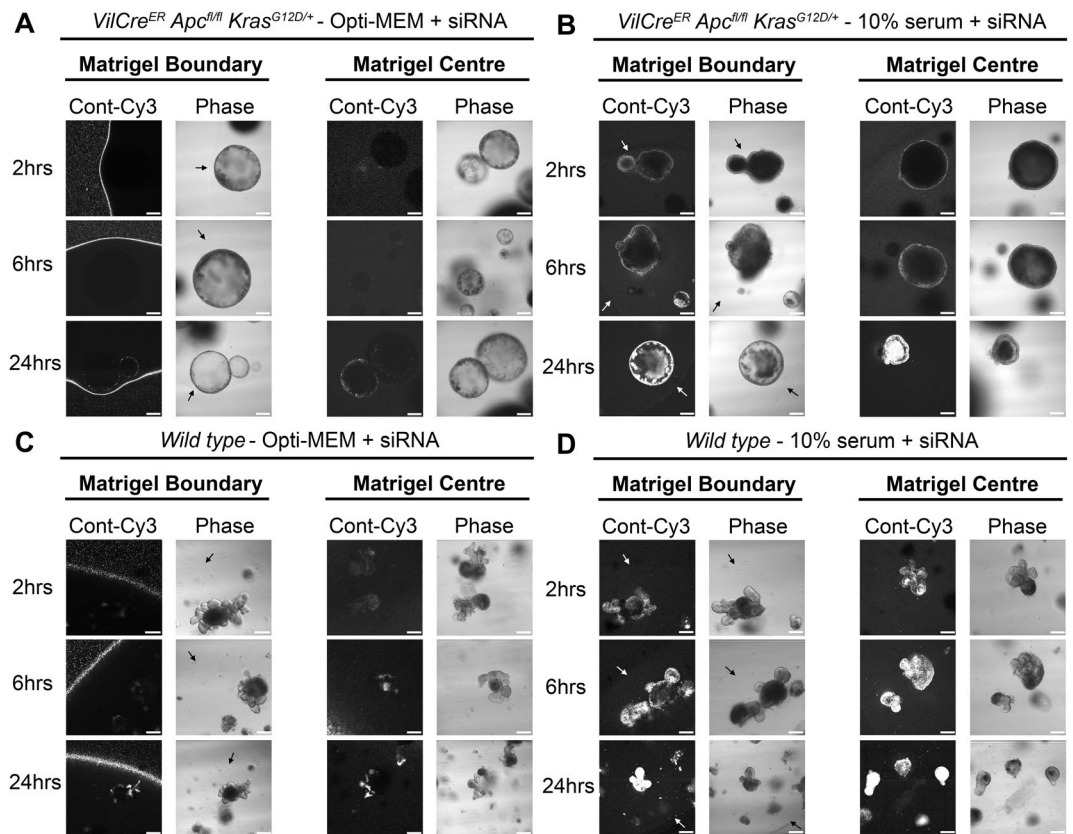 A VilCreER Apcfl/fl KrasG12D/+ - Opti-MEM + siRNA
Matrigel Boundary Matrigel Centre
Cont-Cy3 Phase Cont-Cy3 Phase
2hrs
6hrs
24hrs
B VilCreER Apcfl/fl KrasG12D/+ - 10% serum + siRNA
Matrigel Boundary Matrigel Centre
Cont-Cy3 Phase Cont-Cy3 Phase
2hrs
6hrs
24hrs
C Wild type - Opti-MEM + siRNA
Matrigel Boundary Matrigel Centre
Cont-Cy3 Phase Cont-Cy3 Phase
2hrs
6hrs
24hrs
D Wild type - 10% serum + siRNA
Matrigel Boundary Matrigel Centre
Cont-Cy3 Phase Cont-Cy3 Phase
2hrs
6hrs
24hrs